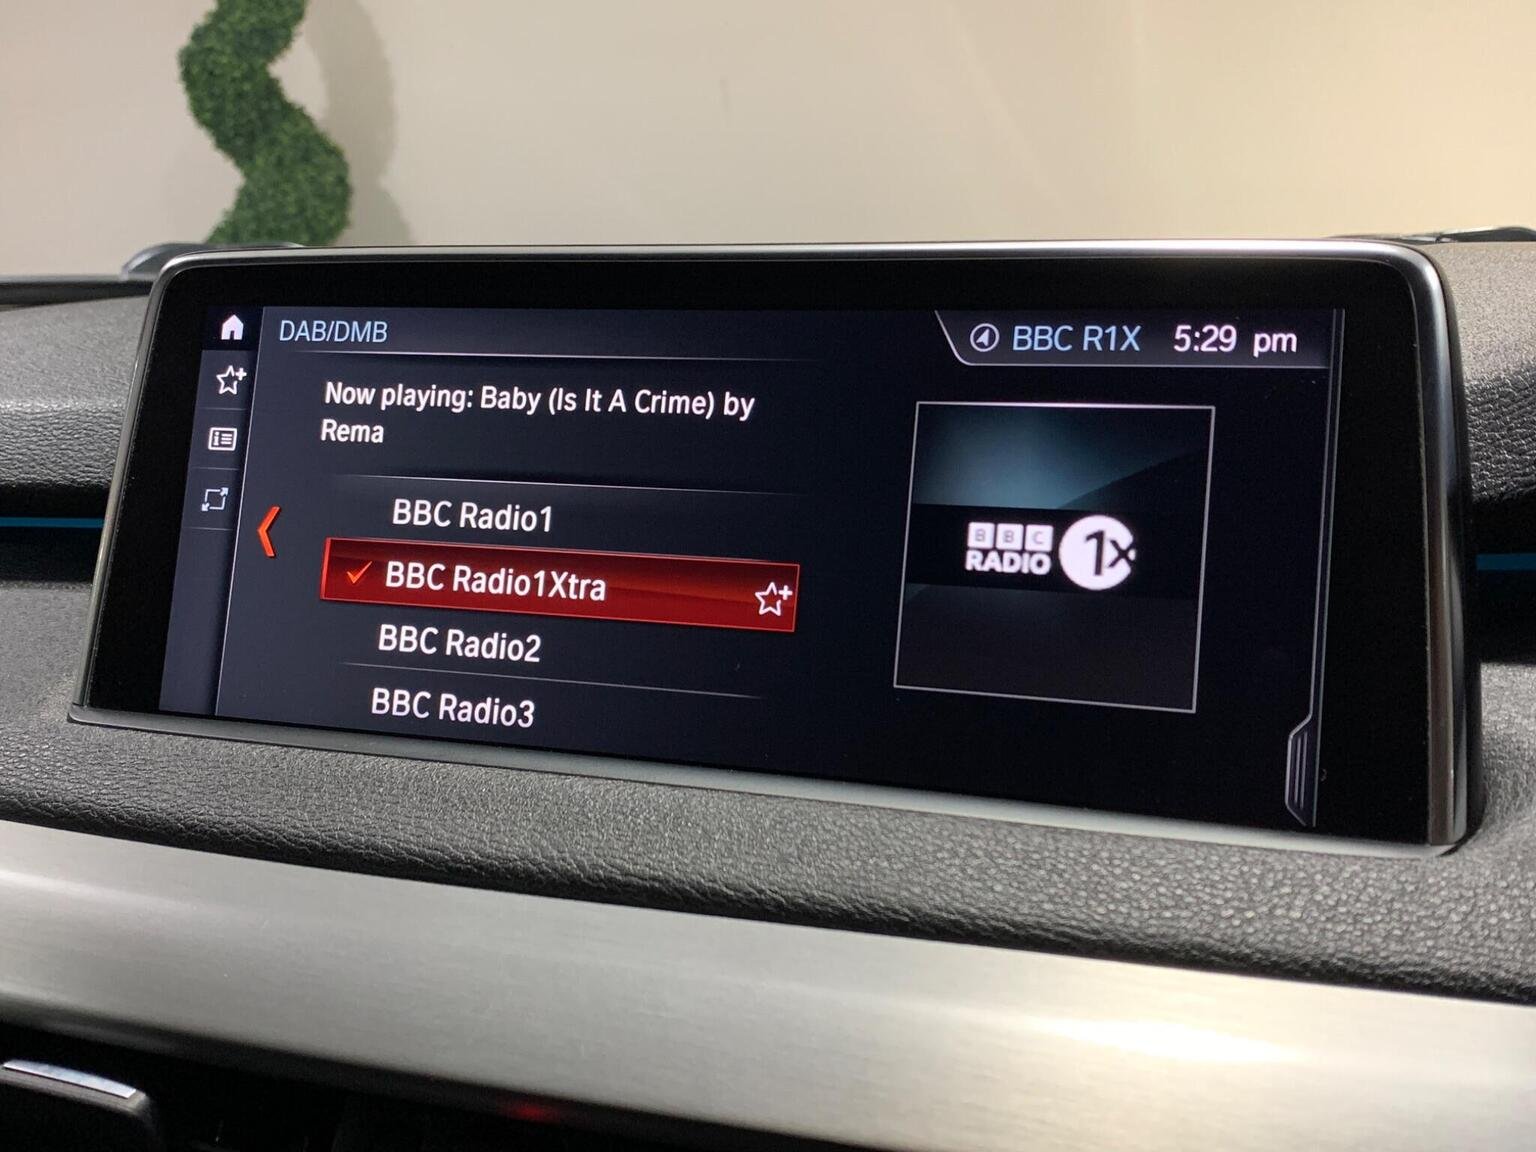 DAB/DMB
BBC R1X 5:29 pm
Now playing: Baby (Is It A Crime) by
Rema
BBC Radio1
BBC Radio1Xtra
BBC Radio2
BBC Radio3
BBC
RADIO 1x